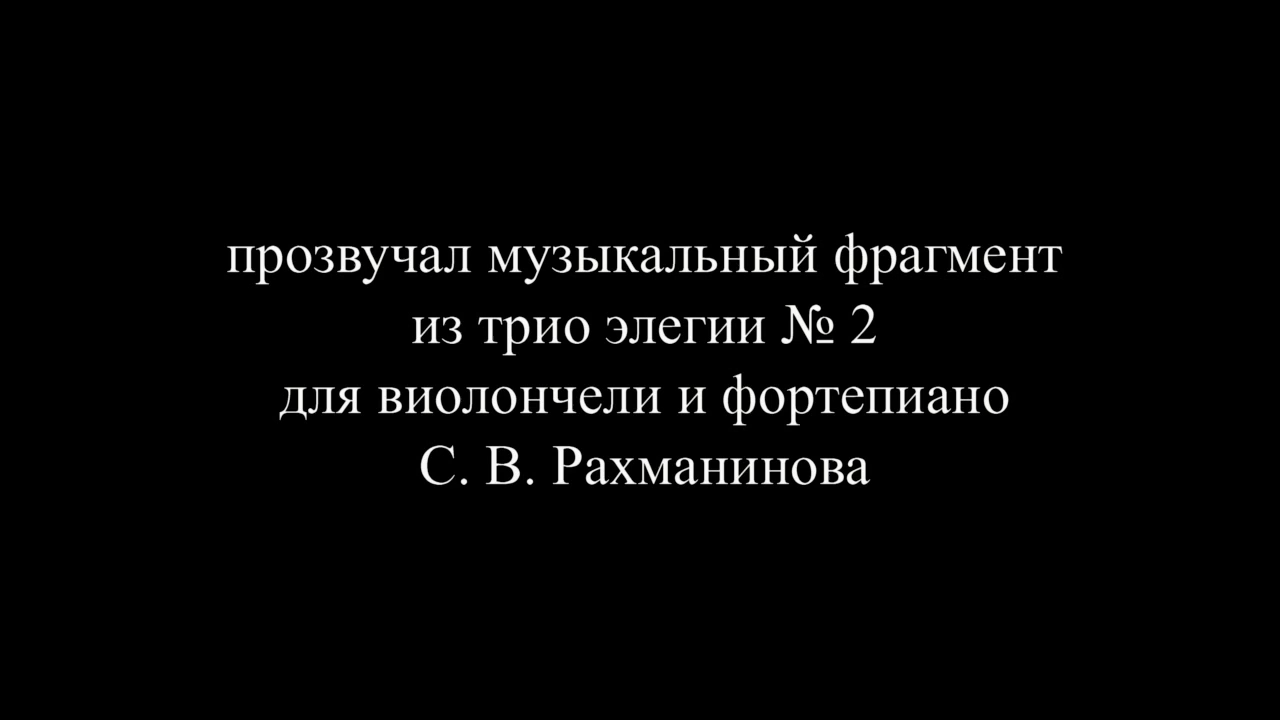 прозвучал музыкальный фрагмент
из трио элегии № 2
для виолончели и фортепиано
С. В. Рахманинова